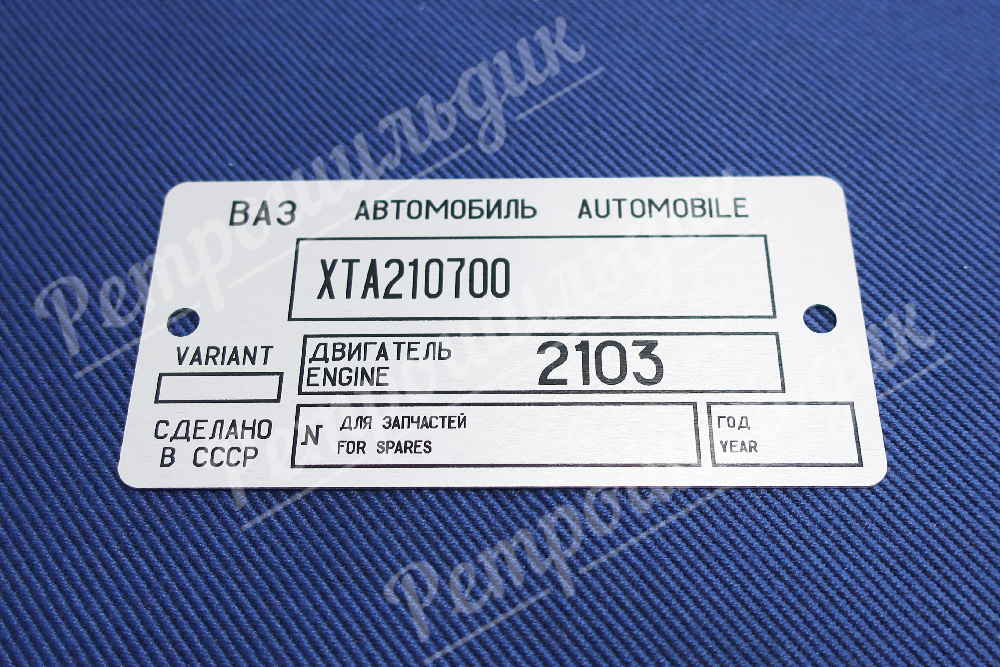 Ретрошильдик
ВАЗ АВТОМОБИЛЬ AUTOMOBILE
XTA210700
VARIANT
ДВИГАТЕЛЬ
ENGINE
2103
СДЕЛАНО
В СССР
N ДЛЯ ЗАПЧАСТЕЙ
FOR SPARES
ГОД
YEAR
Ретрошильдик
Ретрошильдик